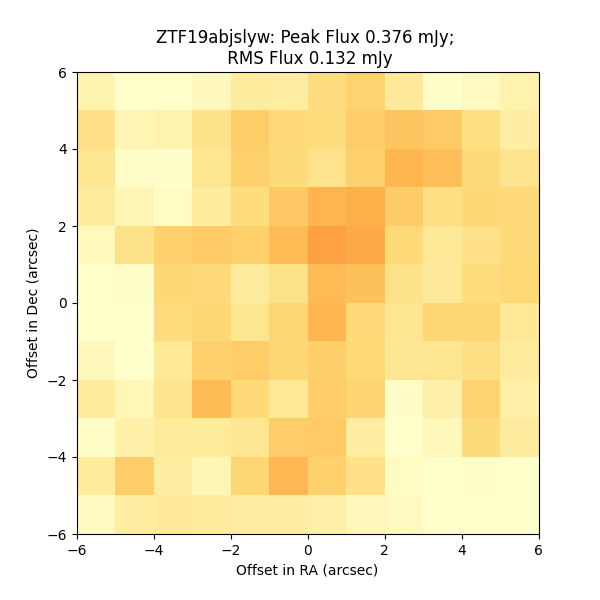 ZTF19abjslyw: Peak Flux 0.376 mJy;
RMS Flux 0.132 mJy
6
4
2
0
−2
−4
−6
Offset in Dec (arcsec)
−6 −4 −2 0 2 4 6
Offset in RA (arcsec)